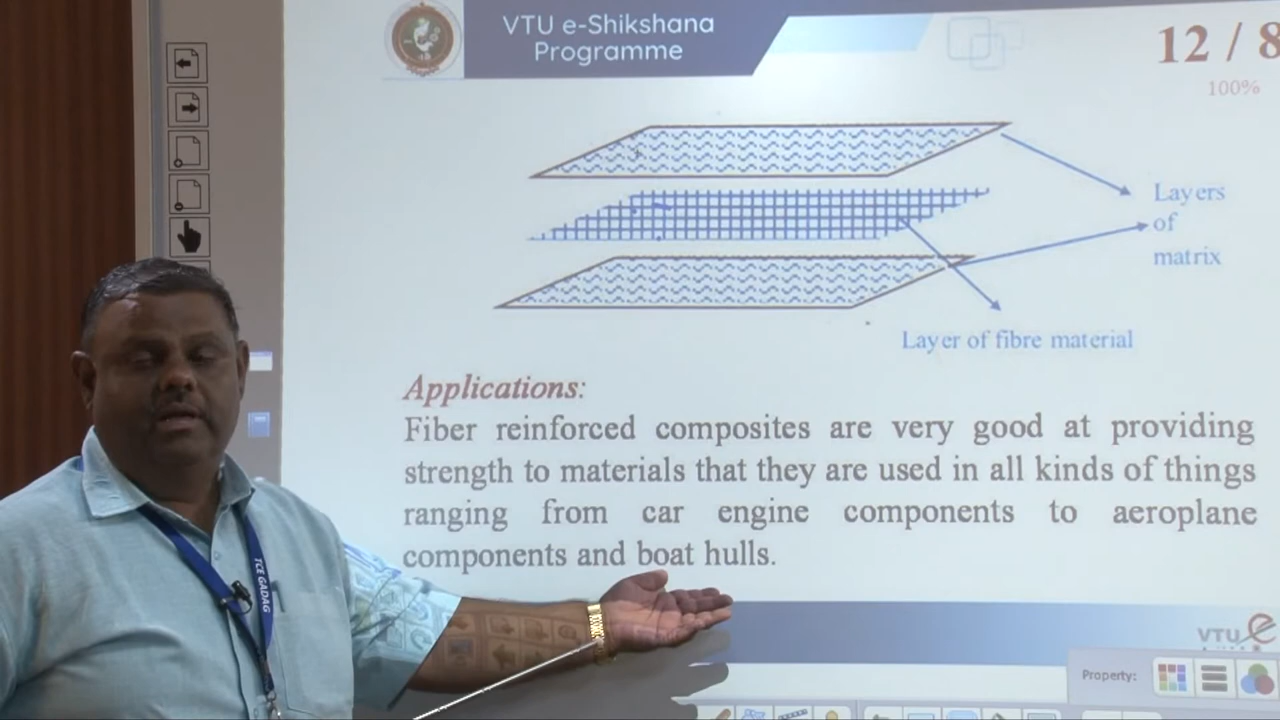 VTU e-Shikshana
Programme
12 / 8
100%
Layers
of
matrix
Layer of fibre material
Applications:
Fiber reinforced composites are very good at providing
strength to materials that they are used in all kinds of things
ranging from car engine components to aeroplane
components and boat hulls.
TCE GADAG
VTU e
Property: